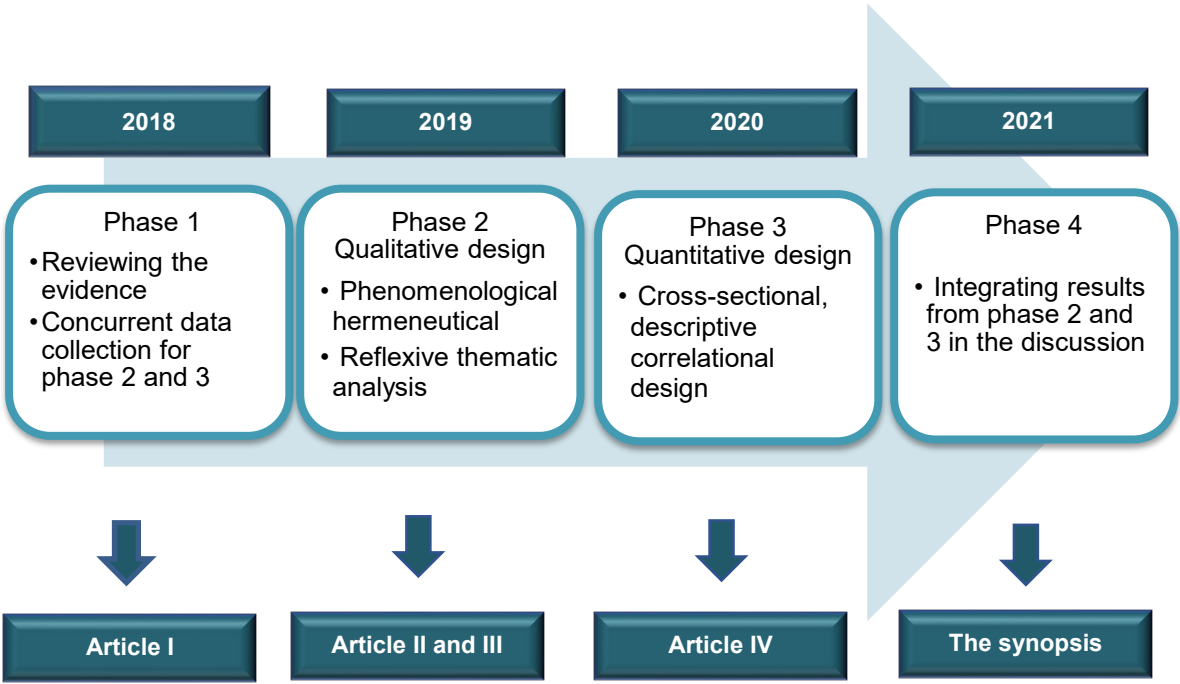 2018
2019
2020
2021
Phase 1
• Reviewing the
evidence
• Concurrent data
collection for
phase 2 and 3
Phase 2
Qualitative design
• Phenomenological
hermeneutical
• Reflexive thematic
analysis
Phase 3
Quantitative design
• Cross-sectional,
descriptive
correlational
design
Phase 4
• Integrating results
from phase 2 and
3 in the discussion
Article I
Article II and III
Article IV
The synopsis